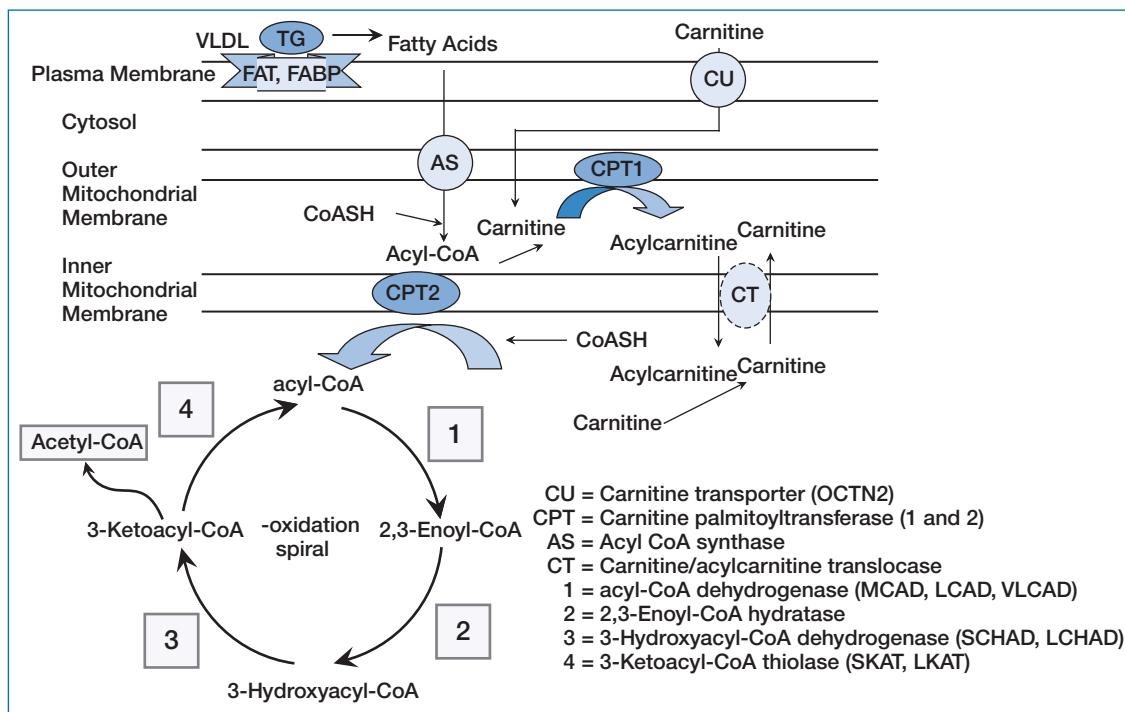 VLDL
TG
Fatty Acids
Carnitine
Plasma Membrane
FAT, FABP
CU
Cytosol
AS
CPT1
Outer
Mitochondrial
Membrane
CoASH
Carnitine
Acyl-CoA
Acylcarnitine
Carnitine
Inner
Mitochondrial
Membrane
CPT2
CT
CoASH
Acylcarnitine
Carnitine
Carnitine
acyl-CoA
4
1
Acetyl-CoA
3-Ketoacyl-CoA
-oxidation
spiral
2,3-Enoyl-CoA
3
2
3-Hydroxyacyl-CoA
CU = Carnitine transporter (OCTN2)
CPT = Carnitine palmitoyltransferase (1 and 2)
AS = Acyl CoA synthase
CT = Carnitine/acylcarnitine translocase
1 = acyl-CoA dehydrogenase (MCAD, LCAD, VLCAD)
2 = 2,3-Enoyl-CoA hydratase
3 = 3-Hydroxyacyl-CoA dehydrogenase (SCHAD, LCHAD)
4 = 3-Ketoacyl-CoA thiolase (SKAT, LKAT)